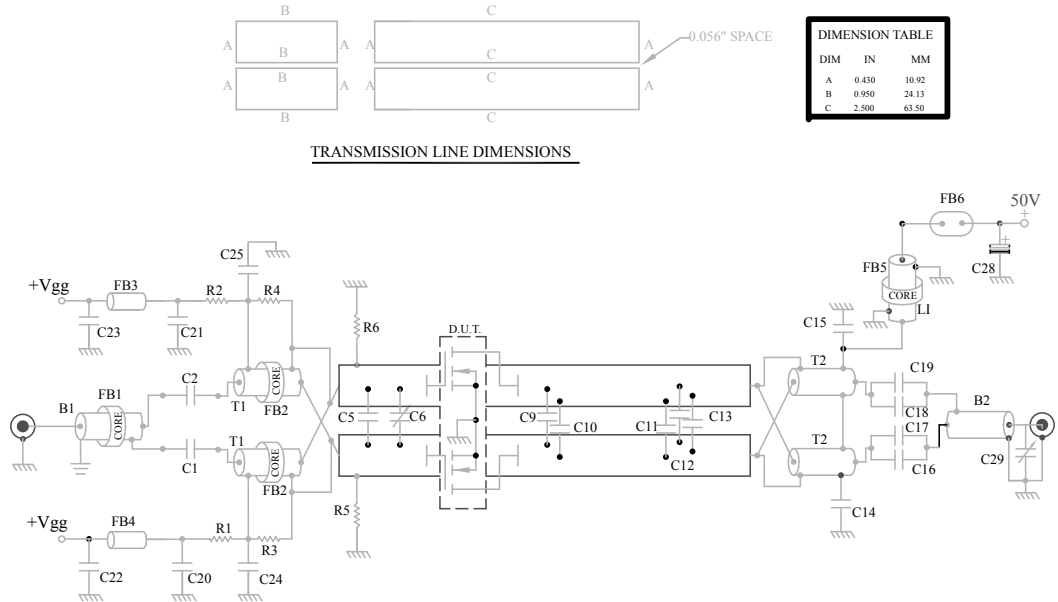 B
C
A
A
A
B
C
0.056" SPACE
B
C
A
A
A
B
C
DIMENSION TABLE
DIM IN MM
A 0.430 10.92
B 0.950 24.13
C 2.500 63.50
TRANSMISSION LINE DIMENSIONS
FB6
50V
+
+
C28
FB5
CORE
LI
C25
+Vgg
FB3
R2
R4
C23
C21
R6
D.U.T.
C15
T2
C19
C2
CORE
T1
FB2
B1
FB1
CORE
C5
C6
C9
C10
C11
C13
C12
C18
B2
C17
T1
CORE
FB2
C1
T2
C16
C29
+Vgg
FB4
R1
R3
R5
C14
C22
C20
C24